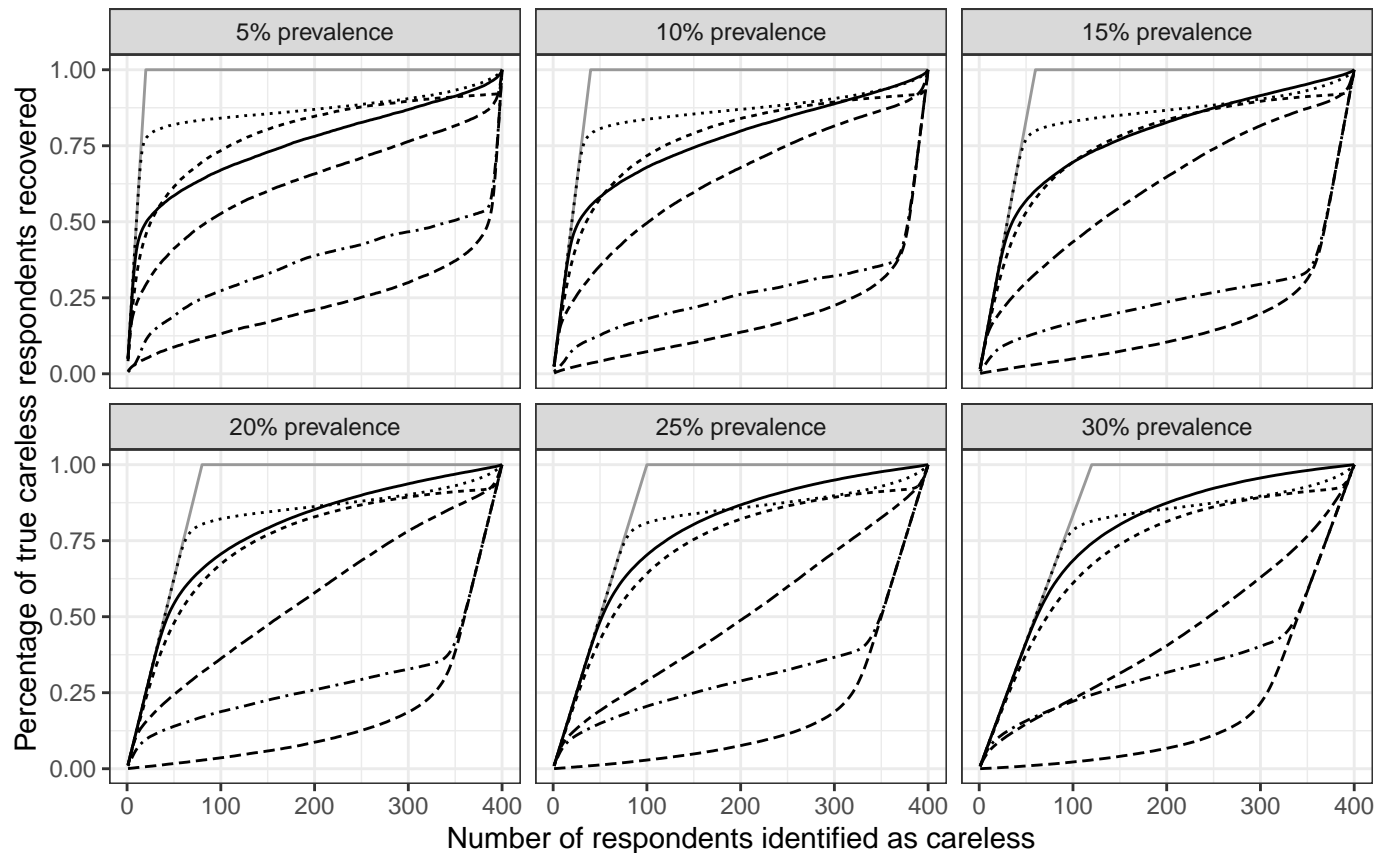 5% prevalence 10% prevalence 15% prevalence
1.00
0.75
0.50
0.25
0.00
20% prevalence 25% prevalence 30% prevalence
1.00
0.75
0.50
0.25
0.00
0 100 200 300 400 0 100 200 300 400 0 100 200 300 400
Number of respondents identified as careless
Percentage of true careless respondents recovered